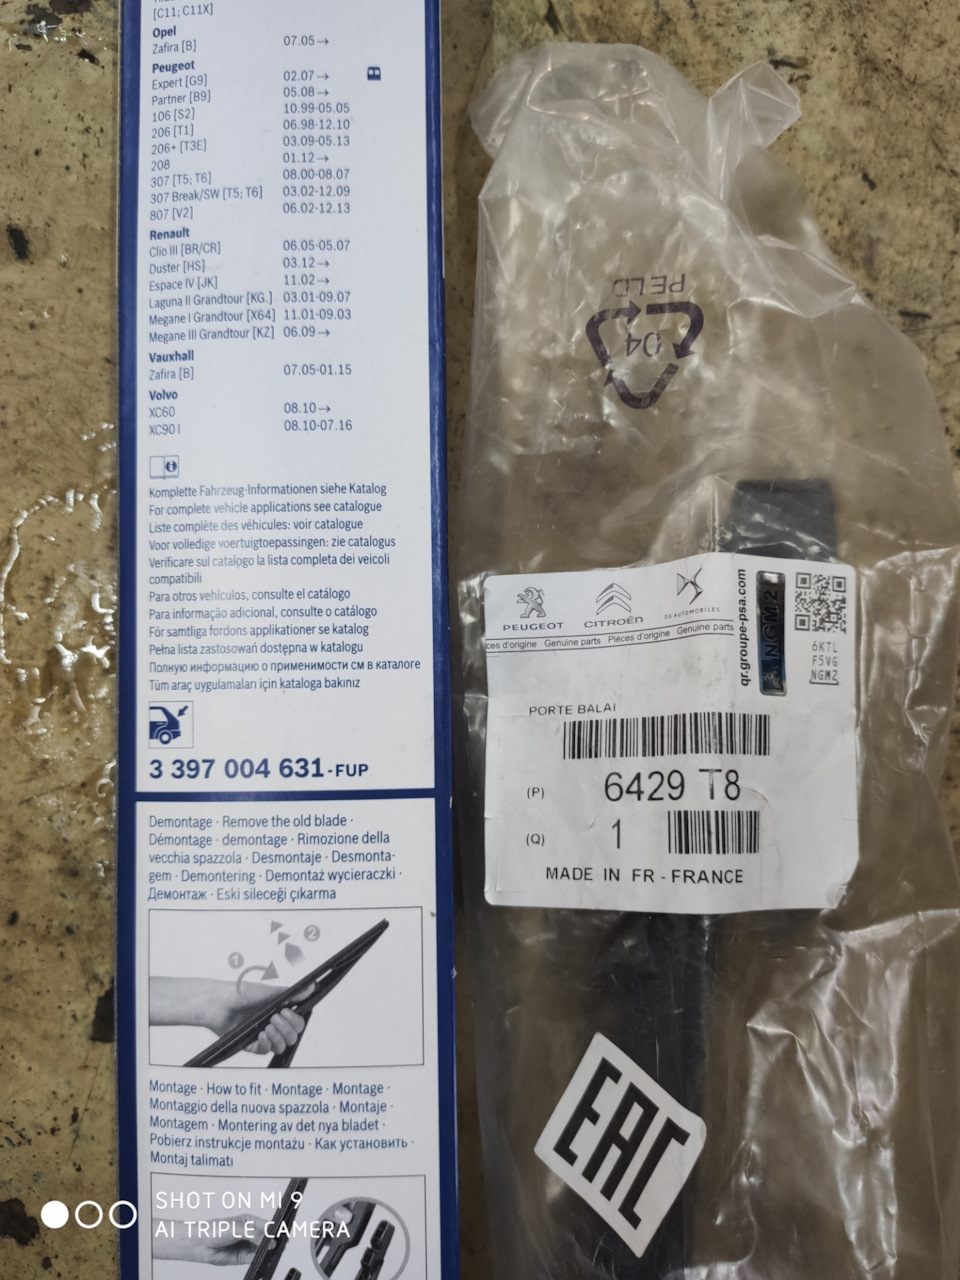 [C11; C11X]
Opel
Zafira [B] 07.05→
Peugeot
Expert [G9] 02.07→
Partner [B9] 05.08→
106 [S2] 10.99-05.05
206 [T1] 06.98-12.10
206+ [T3E] 03.09-05.13
208 01.12→
307 [T5; T6] 08.00-08.07
307 Break/SW [T5; T6] 03.02-12.09
807 [V2] 06.02-12.13
Renault
Clio III [BR/CR] 06.05-05.07
Duster [HS] 03.12→
Espace IV [JK] 11.02→
Laguna II Grandtour [KG.] 03.01-09.07
Megane I Grandtour [X64] 11.01-09.03
Megane III Grandtour [KZ] 06.09→
Vauxhall
Zafira [B] 07.05-01.15
Volvo
XC60 08.10→
XC90 I 08.10-07.16
Komplette Fahrzeug-Informationen siehe Katalog
For complete vehicle applications see catalogue
Liste complète des véhicules: voir catalogue
Voor volledige voertuigtoepassingen: zie catalogus
Verificare sul catalogo la lista completa dei veicoli
compatibili
Para otros vehículos, consulte el catálogo
Para informação adicional, consulte o catálogo
För samtliga fordons applikationer se katalog
Pełna lista zastosowań dostępna w katalogu
Полную информацию о применимости см в каталоге
Tüm araç uygulamaları için kataloga bakınız
3 397 004 631-FUP
Demontage · Remove the old blade ·
Démontage · demontage · Rimozione della
vecchia spazzola · Desmontaje · Desmonta-
gem · Demontering · Demontaż wycieraczki ·
Демонтаж · Eski sileceği çıkarma
1 2
Montage · How to fit · Montage · Montage ·
Montaggio della nuova spazzola · Montaje ·
Montagem · Montering av det nya bladet ·
Pobierz instrukcje montażu · Как установить ·
Montaj talimatı
PELD
04
PEUGEOT
CITROËN
DS AUTOMOBILES
ces d'origine Genuine parts Pièces d'origine Genuine parts
qr.groupe-psa.com
NGM2
6KTL
F5VG
NGM2
PORTE BALAI
(P) 6429 T8
(Q) 1
MADE IN FR - FRANCE
EAC
SHOT ON MI 9
AI TRIPLE CAMERA